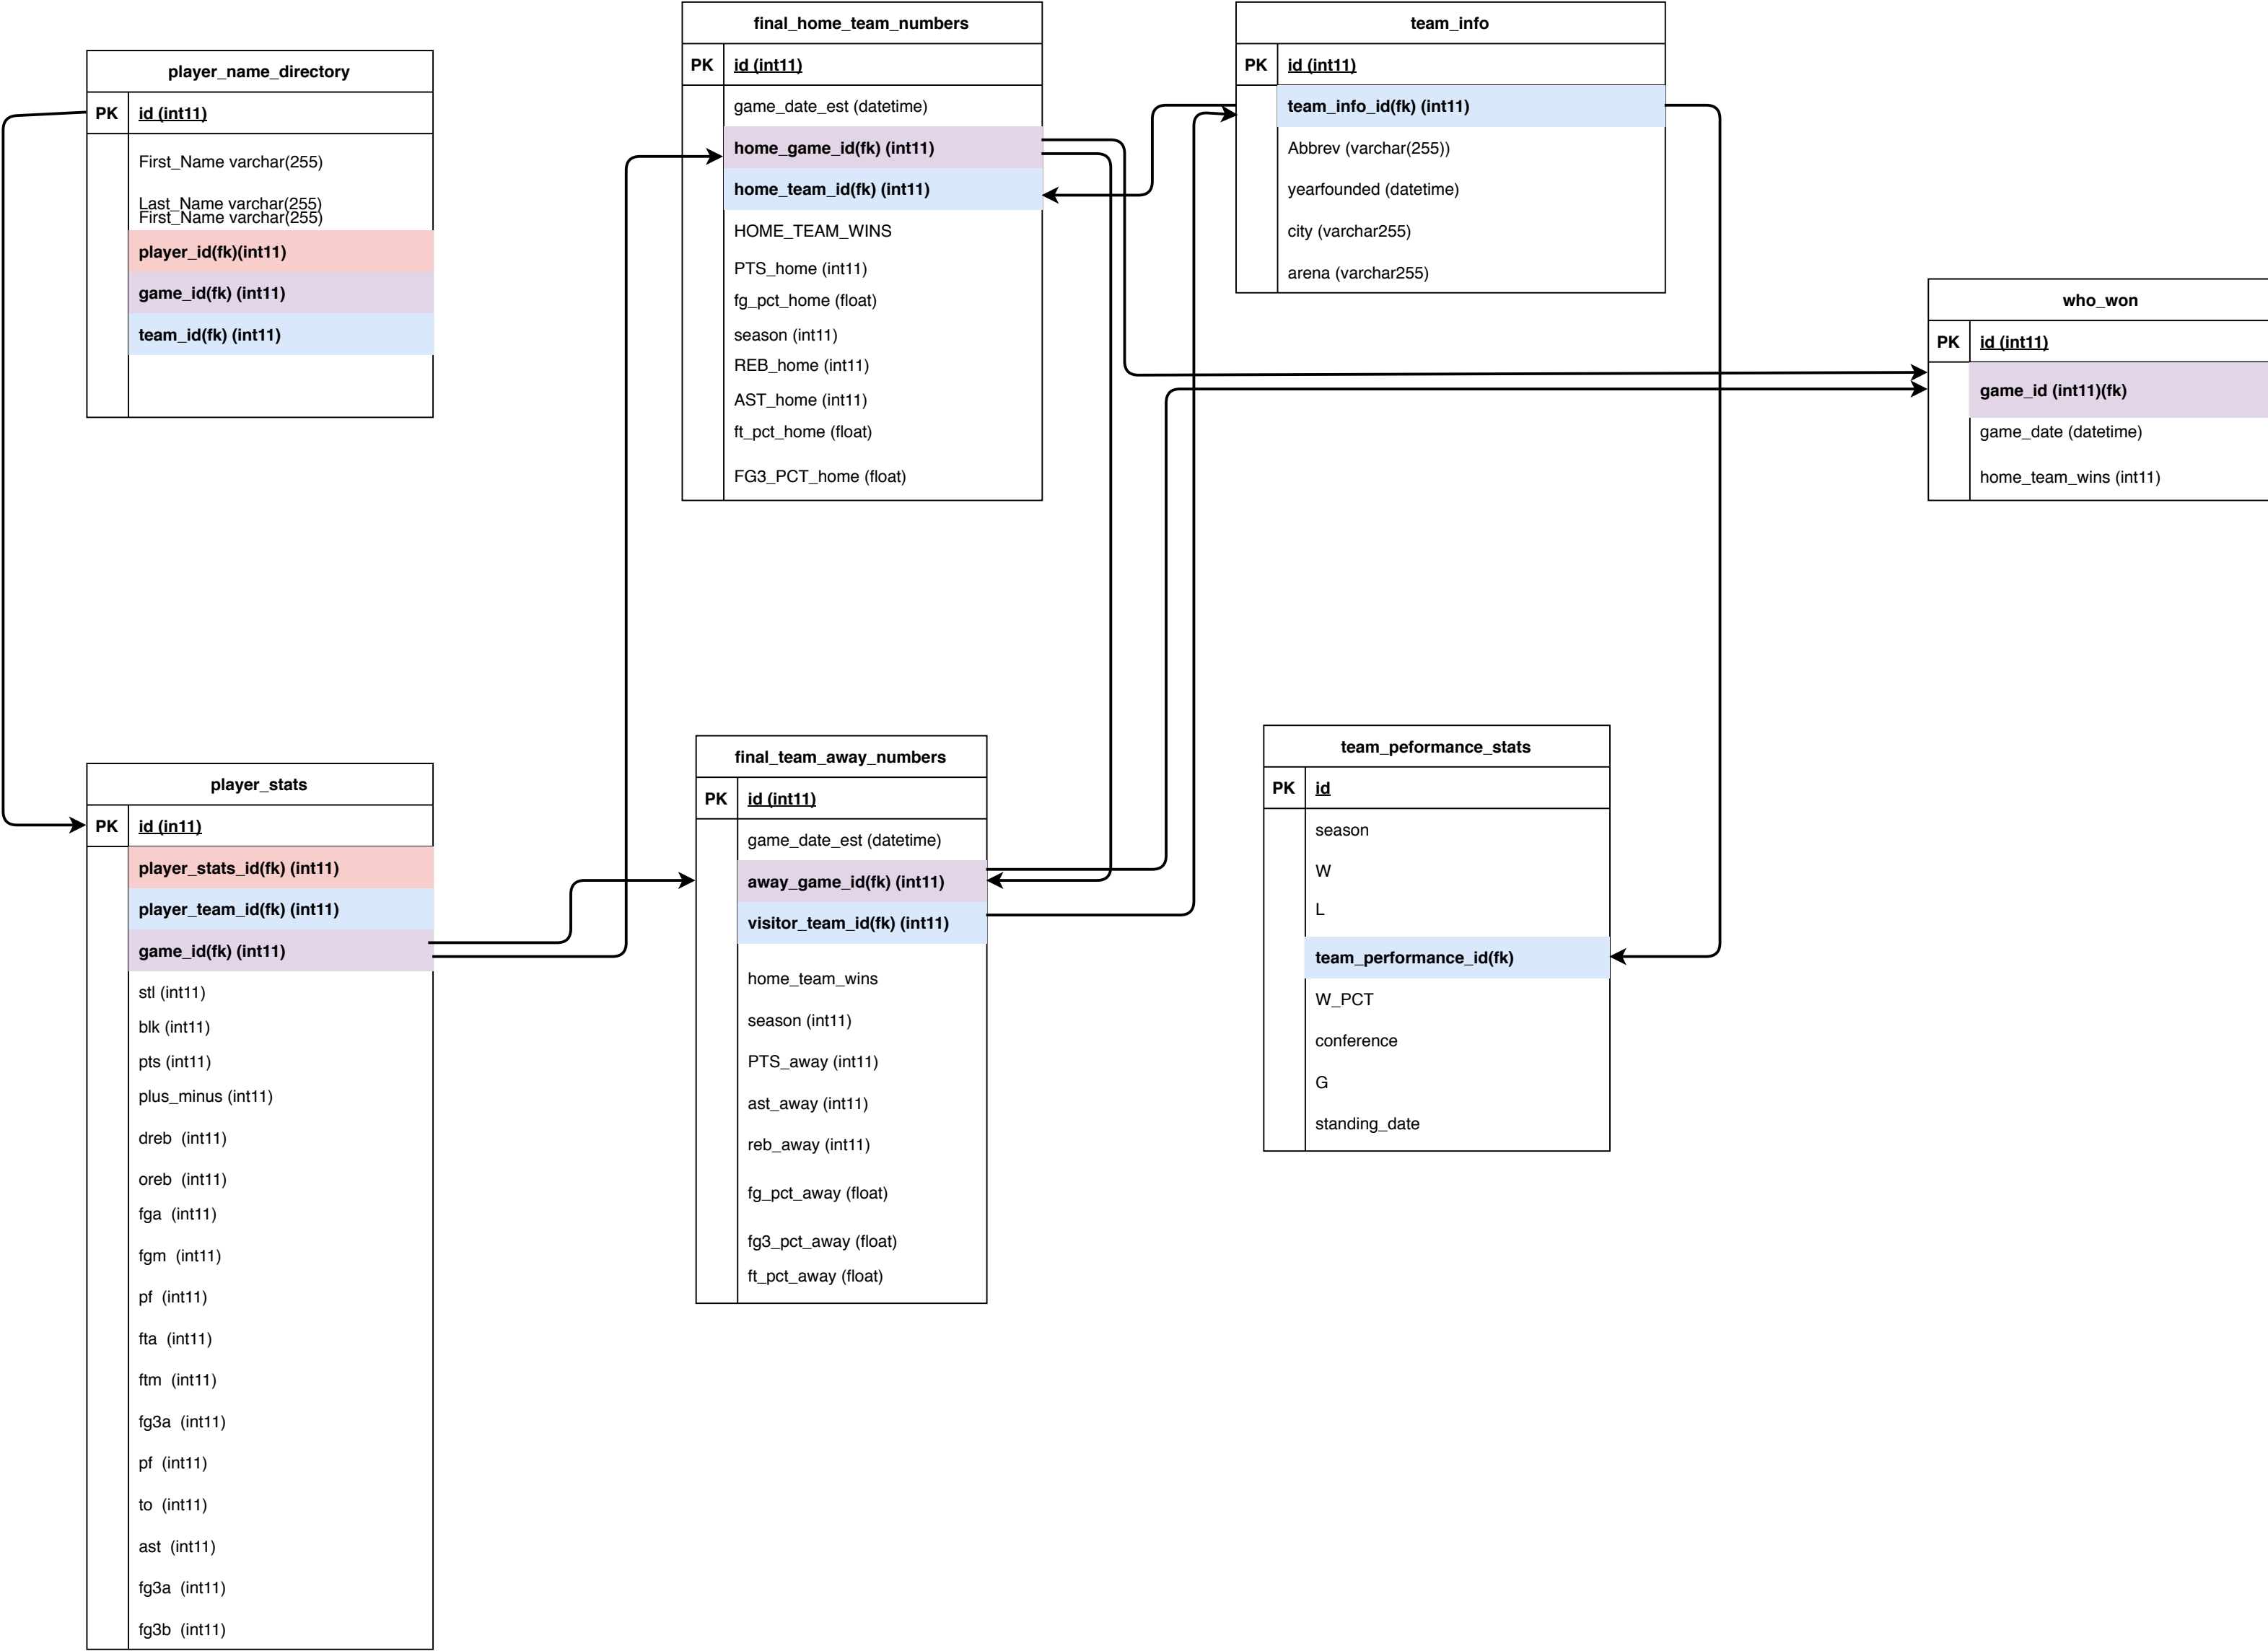 player_name_directory
PK id (int11)
First_Name varchar(255)
Last_Name varchar(255)
First_Name varchar(255)
player_id(fk)(int11)
game_id(fk) (int11)
team_id(fk) (int11)
final_home_team_numbers
PK id (int11)
game_date_est (datetime)
home_game_id(fk) (int11)
home_team_id(fk) (int11)
HOME_TEAM_WINS
PTS_home (int11)
fg_pct_home (float)
season (int11)
REB_home (int11)
AST_home (int11)
ft_pct_home (float)
FG3_PCT_home (float)
team_info
PK id (int11)
team_info_id(fk) (int11)
Abbrev (varchar(255))
yearfounded (datetime)
city (varchar255)
arena (varchar255)
who_won
PK id (int11)
game_id (int11)(fk)
game_date (datetime)
home_team_wins (int11)
player_stats
PK id (in11)
player_stats_id(fk) (int11)
player_team_id(fk) (int11)
game_id(fk) (int11)
stl (int11)
blk (int11)
pts (int11)
plus_minus (int11)
dreb (int11)
oreb (int11)
fga (int11)
fgm (int11)
pf (int11)
fta (int11)
ftm (int11)
fg3a (int11)
pf (int11)
to (int11)
ast (int11)
fg3a (int11)
fg3b (int11)
final_team_away_numbers
PK id (int11)
game_date_est (datetime)
away_game_id(fk) (int11)
visitor_team_id(fk) (int11)
home_team_wins
season (int11)
PTS_away (int11)
ast_away (int11)
reb_away (int11)
fg_pct_away (float)
fg3_pct_away (float)
ft_pct_away (float)
team_peformance_stats
PK id
season
W
L
team_performance_id(fk)
W_PCT
conference
G
standing_date